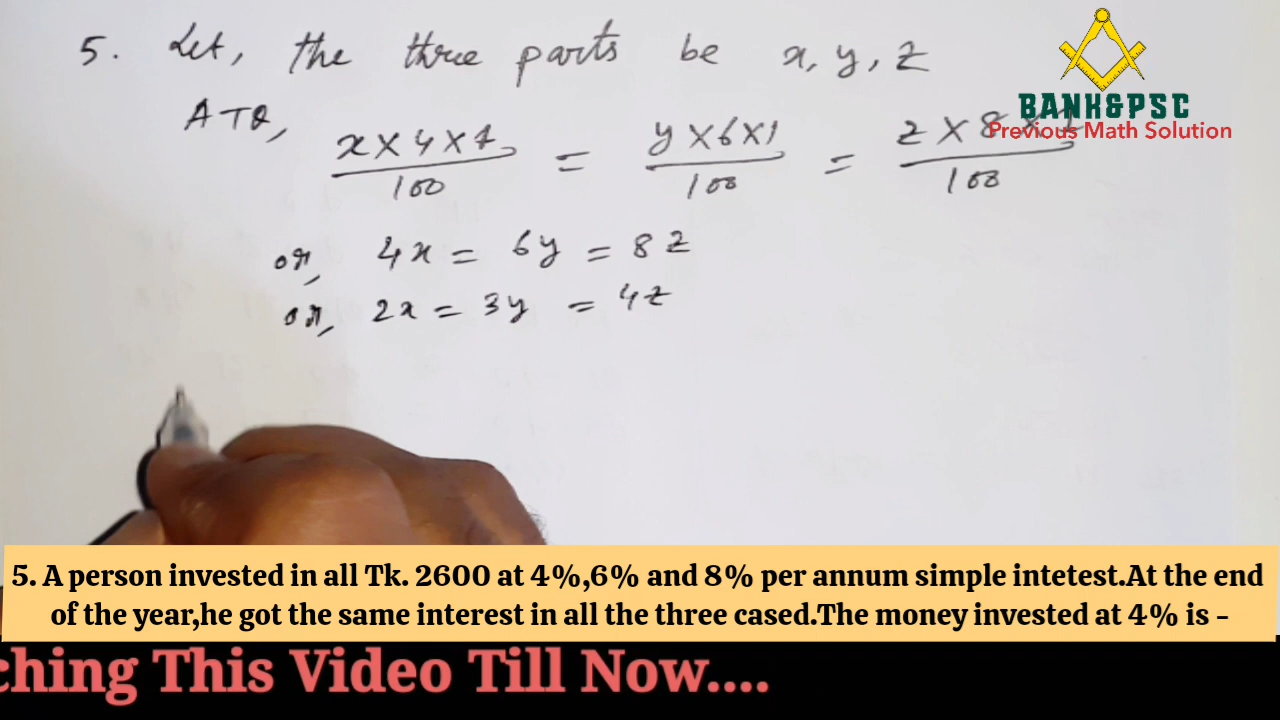 5. Let, the three parts be x, y, z
BANK&PSC
Previous Math Solution
ATQ, x×4×1/100 = y×6×1/100 = z×8×1/100
or, 4x = 6y = 8z
or, 2x = 3y = 4z
5. A person invested in all Tk. 2600 at 4%,6% and 8% per annum simple intetest.At the end
of the year,he got the same interest in all the three cased.The money invested at 4% is -
ching This Video Till Now....